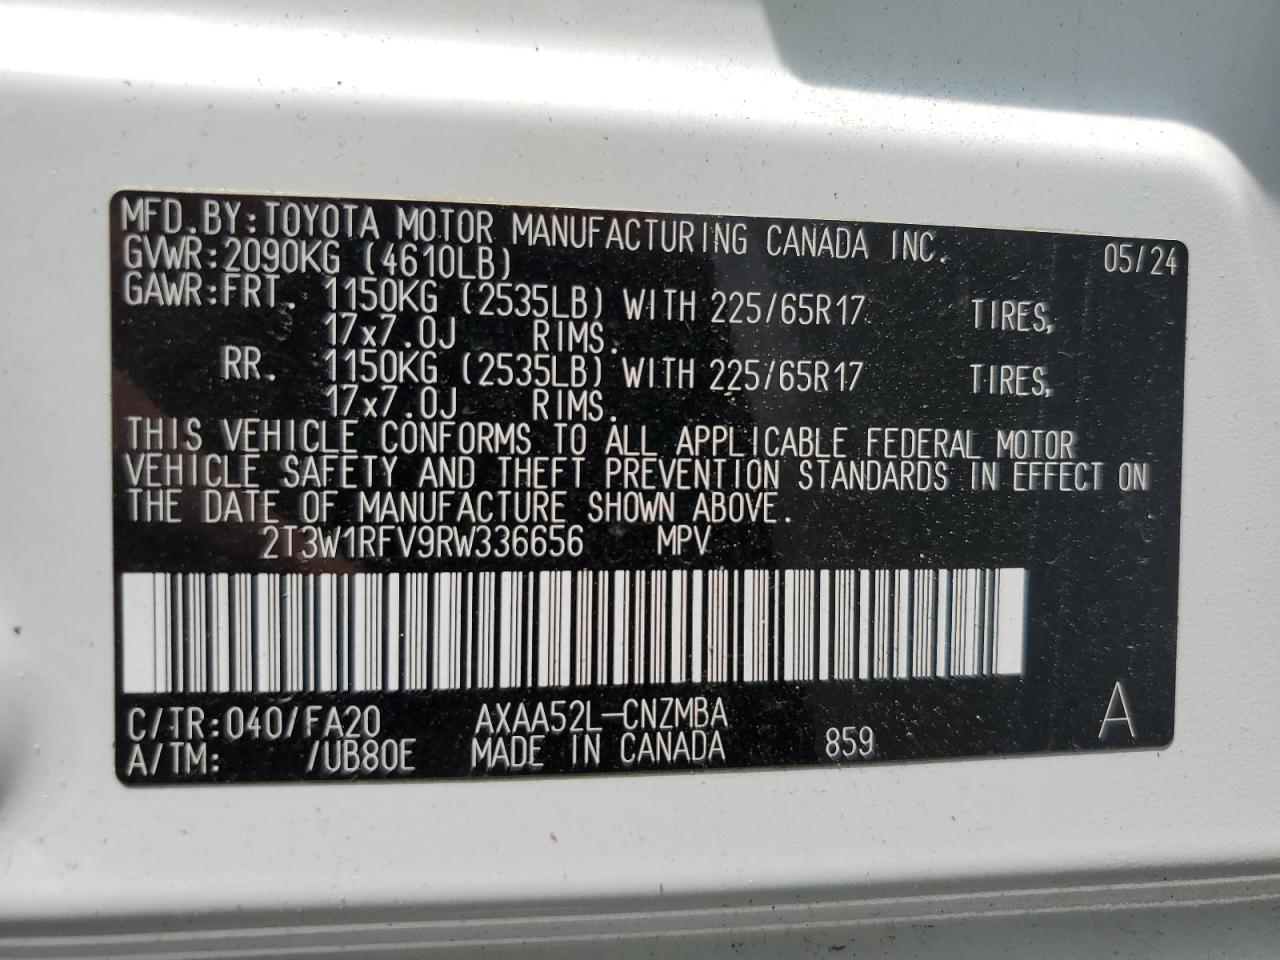 MFD.BY:TOYOTA MOTOR MANUFACTURING CANADA INC. 05/24
GVWR:2090KG (4610LB)
GAWR:FRT. 1150KG (2535LB) WITH 225/65R17 TIRES,
17x7.0J RIMS.
RR. 1150KG (2535LB) WITH 225/65R17 TIRES,
17x7.0J RIMS.
THIS VEHICLE CONFORMS TO ALL APPLICABLE FEDERAL MOTOR
VEHICLE SAFETY AND THEFT PREVENTION STANDARDS IN EFFECT ON
THE DATE OF MANUFACTURE SHOWN ABOVE.
2T3W1RFV9RW336656 MPV
C/TR:040/FA20 AXAA52L-CNZMBA A
A/TM: /UB80E MADE IN CANADA 859